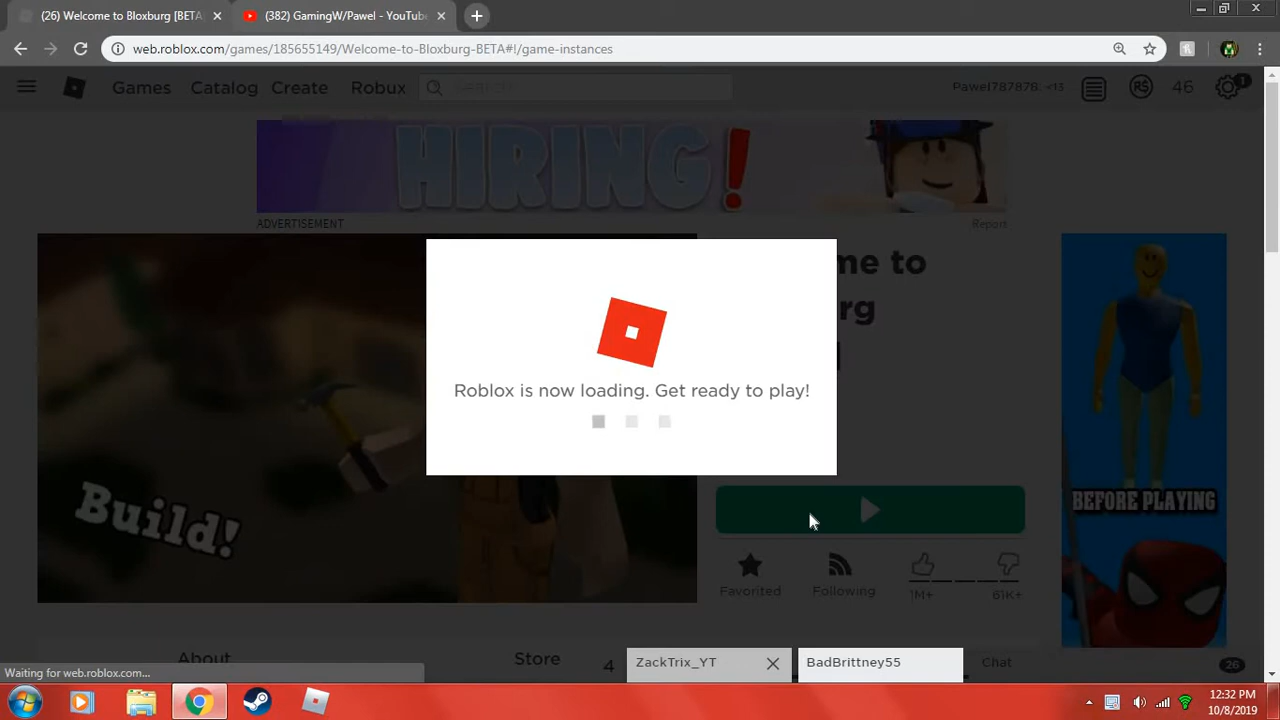 (26) Welcome to Bloxburg [BETA]
(382) GamingW/Pawel - YouTube
web.roblox.com/games/185655149/Welcome-to-Bloxburg-BETA#!/game-instances
Games
Catalog
Create
Robux
Search
Pawel787878: <13
46
1
HIRING!
ADVERTISEMENT
Report
me to
rg
Roblox is now loading. Get ready to play!
Build!
BEFORE PLAYING
Favorited
Following
1M+
61K+
About
Store
4
ZackTrix_YT
BadBrittney55
Chat
26
Waiting for web.roblox.com...
12:32 PM
10/8/2019